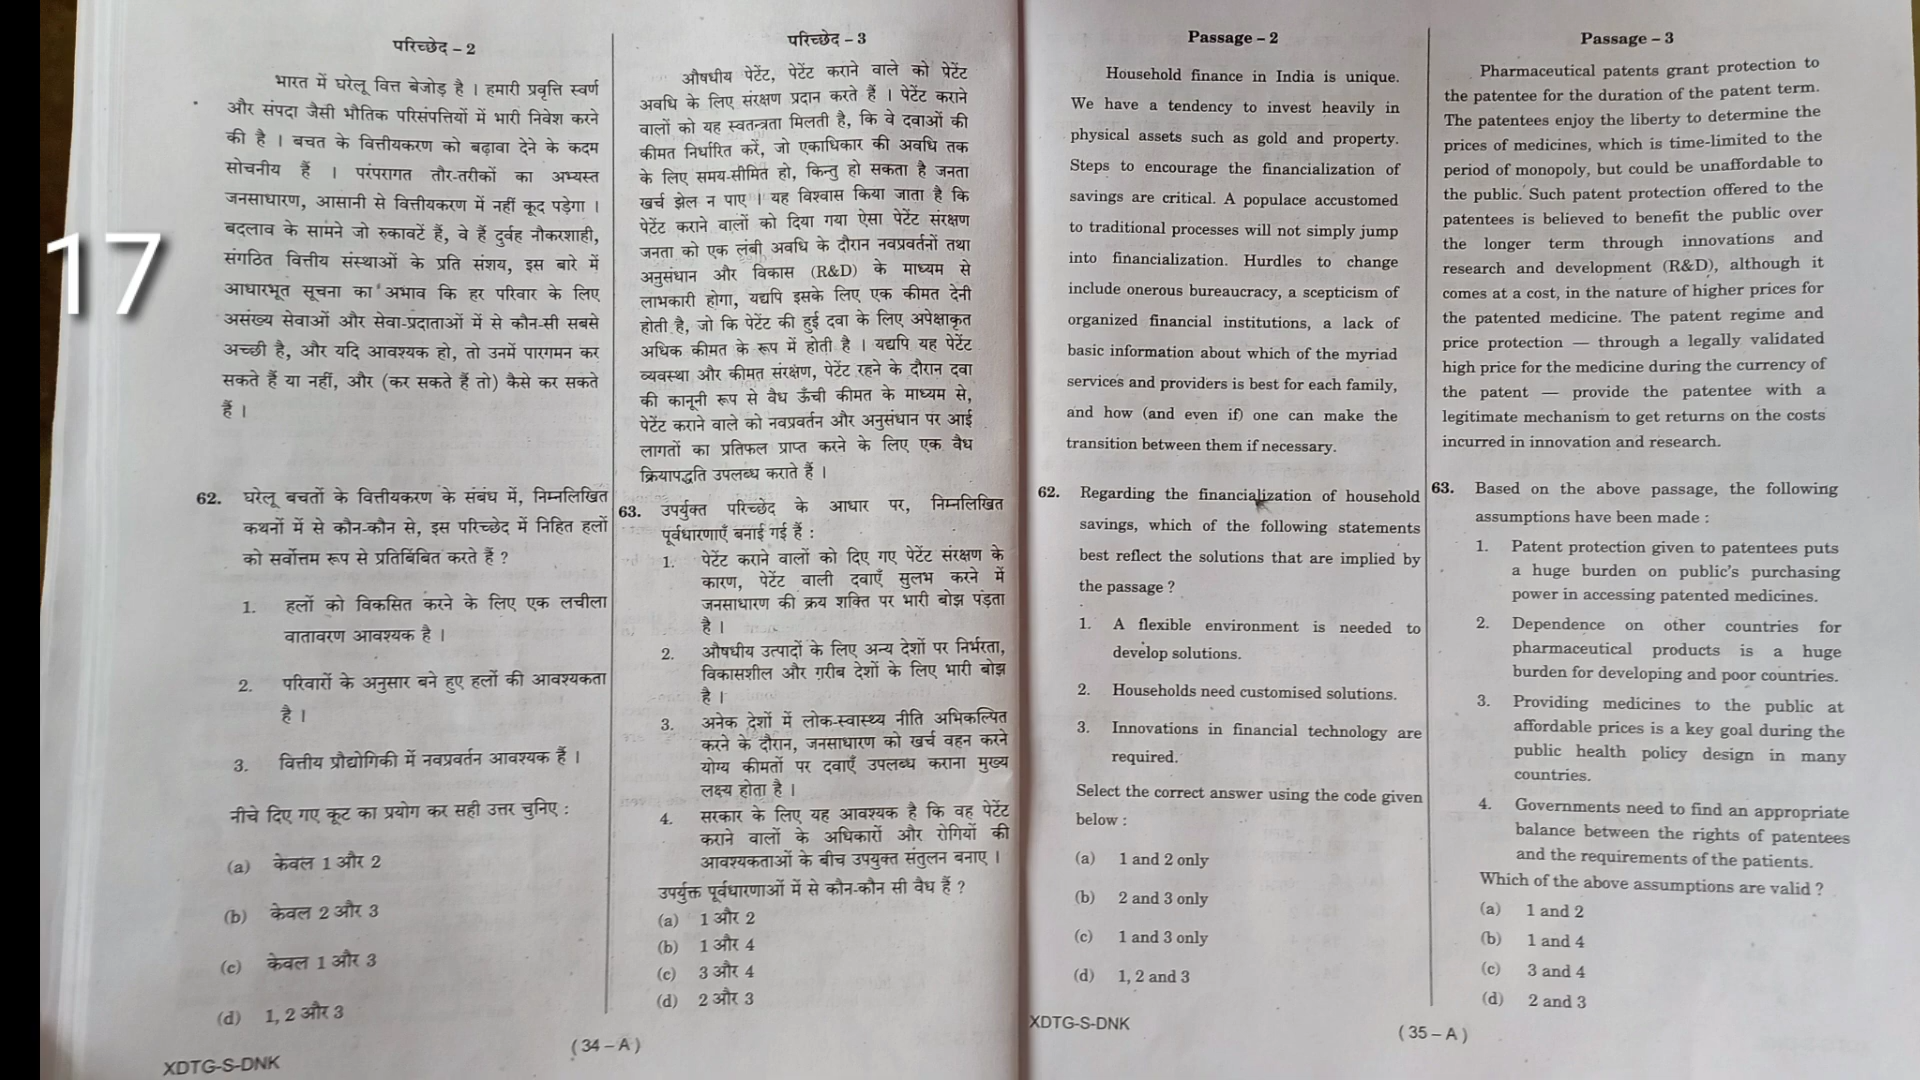 17
परिच्छेद – 2
भारत में घरेलू वित्त बेजोड़ है । हमारी प्रवृत्ति स्वर्ण
और संपदा जैसी भौतिक परिसंपत्तियों में भारी निवेश करने
की है । बचत के वित्तीयकरण को बढ़ावा देने के कदम
सोचनीय हैं । परंपरागत तौर-तरीकों का अभ्यस्त
जनसाधारण, आसानी से वित्तीयकरण में नहीं कूद पड़ेगा ।
बदलाव के सामने जो रुकावटें हैं, वे हैं दुर्वह नौकरशाही,
संगठित वित्तीय संस्थाओं के प्रति संशय, इस बारे में
आधारभूत सूचना का अभाव कि हर परिवार के लिए
असंख्य सेवाओं और सेवा-प्रदाताओं में से कौन-सी सबसे
अच्छी है, और यदि आवश्यक हो, तो उनमें पारगमन कर
सकते हैं या नहीं, और (कर सकते हैं तो) कैसे कर सकते
हैं ।
62. घरेलू बचतों के वित्तीयकरण के संबंध में, निम्नलिखित
कथनों में से कौन-कौन से, इस परिच्छेद में निहित हलों
को सर्वोत्तम रूप से प्रतिबिंबित करते हैं ?
1. हलों को विकसित करने के लिए एक लचीला
वातावरण आवश्यक है ।
2. परिवारों के अनुसार बने हुए हलों की आवश्यकता
है ।
3. वित्तीय प्रौद्योगिकी में नवप्रवर्तन आवश्यक हैं ।
नीचे दिए गए कूट का प्रयोग कर सही उत्तर चुनिए :
(a) केवल 1 और 2
(b) केवल 2 और 3
(c) केवल 1 और 3
(d) 1, 2 और 3
XDTG-S-DNK
परिच्छेद – 3
औषधीय पेटेंट, पेटेंट कराने वाले को पेटेंट
अवधि के लिए संरक्षण प्रदान करते हैं । पेटेंट कराने
वालों को यह स्वतन्त्रता मिलती है, कि वे दवाओं की
कीमत निर्धारित करें, जो एकाधिकार की अवधि तक
के लिए समय-सीमित हो, किन्तु हो सकता है जनता
खर्च झेल न पाए । यह विश्वास किया जाता है कि
पेटेंट कराने वालों को दिया गया ऐसा पेटेंट संरक्षण
जनता को एक लंबी अवधि के दौरान नवप्रवर्तनों तथा
अनुसंधान और विकास (R&D) के माध्यम से
लाभकारी होगा, यद्यपि इसके लिए एक कीमत देनी
होती है, जो कि पेटेंट की हुई दवा के लिए अपेक्षाकृत
अधिक कीमत के रूप में होती है । यद्यपि यह पेटेंट
व्यवस्था और कीमत संरक्षण, पेटेंट रहने के दौरान दवा
की कानूनी रूप से वैध ऊँची कीमत के माध्यम से,
पेटेंट कराने वाले को नवप्रवर्तन और अनुसंधान पर आई
लागतों का प्रतिफल प्राप्त करने के लिए एक वैध
क्रियापद्धति उपलब्ध कराते हैं ।
63. उपर्युक्त परिच्छेद के आधार पर, निम्नलिखित
पूर्वधारणाएँ बनाई गई हैं :
1. पेटेंट कराने वालों को दिए गए पेटेंट संरक्षण के
कारण, पेटेंट वाली दवाएँ सुलभ करने में
जनसाधारण की क्रय शक्ति पर भारी बोझ पड़ता
है ।
2. औषधीय उत्पादों के लिए अन्य देशों पर निर्भरता,
विकासशील और ग़रीब देशों के लिए भारी बोझ
है ।
3. अनेक देशों में लोक-स्वास्थ्य नीति अभिकल्पित
करने के दौरान, जनसाधारण को खर्च वहन करने
योग्य कीमतों पर दवाएँ उपलब्ध कराना मुख्य
लक्ष्य होता है ।
4. सरकार के लिए यह आवश्यक है कि वह पेटेंट
कराने वालों के अधिकारों और रोगियों की
आवश्यकताओं के बीच उपयुक्त संतुलन बनाए ।
उपर्युक्त पूर्वधारणाओं में से कौन-कौन सी वैध हैं ?
(a) 1 और 2
(b) 1 और 4
(c) 3 और 4
(d) 2 और 3
( 34 – A )
Passage – 2
Household finance in India is unique.
We have a tendency to invest heavily in
physical assets such as gold and property.
Steps to encourage the financialization of
savings are critical. A populace accustomed
to traditional processes will not simply jump
into financialization. Hurdles to change
include onerous bureaucracy, a scepticism of
organized financial institutions, a lack of
basic information about which of the myriad
services and providers is best for each family,
and how (and even if) one can make the
transition between them if necessary.
62. Regarding the financialization of household
savings, which of the following statements
best reflect the solutions that are implied by
the passage ?
1. A flexible environment is needed to
develop solutions.
2. Households need customised solutions.
3. Innovations in financial technology are
required.
Select the correct answer using the code given
below :
(a) 1 and 2 only
(b) 2 and 3 only
(c) 1 and 3 only
(d) 1, 2 and 3
XDTG-S-DNK
Passage – 3
Pharmaceutical patents grant protection to
the patentee for the duration of the patent term.
The patentees enjoy the liberty to determine the
prices of medicines, which is time-limited to the
period of monopoly, but could be unaffordable to
the public. Such patent protection offered to the
patentees is believed to benefit the public over
the longer term through innovations and
research and development (R&D), although it
comes at a cost, in the nature of higher prices for
the patented medicine. The patent regime and
price protection — through a legally validated
high price for the medicine during the currency of
the patent — provide the patentee with a
legitimate mechanism to get returns on the costs
incurred in innovation and research.
63. Based on the above passage, the following
assumptions have been made :
1. Patent protection given to patentees puts
a huge burden on public's purchasing
power in accessing patented medicines.
2. Dependence on other countries for
pharmaceutical products is a huge
burden for developing and poor countries.
3. Providing medicines to the public at
affordable prices is a key goal during the
public health policy design in many
countries.
4. Governments need to find an appropriate
balance between the rights of patentees
and the requirements of the patients.
Which of the above assumptions are valid ?
(a) 1 and 2
(b) 1 and 4
(c) 3 and 4
(d) 2 and 3
( 35 – A )